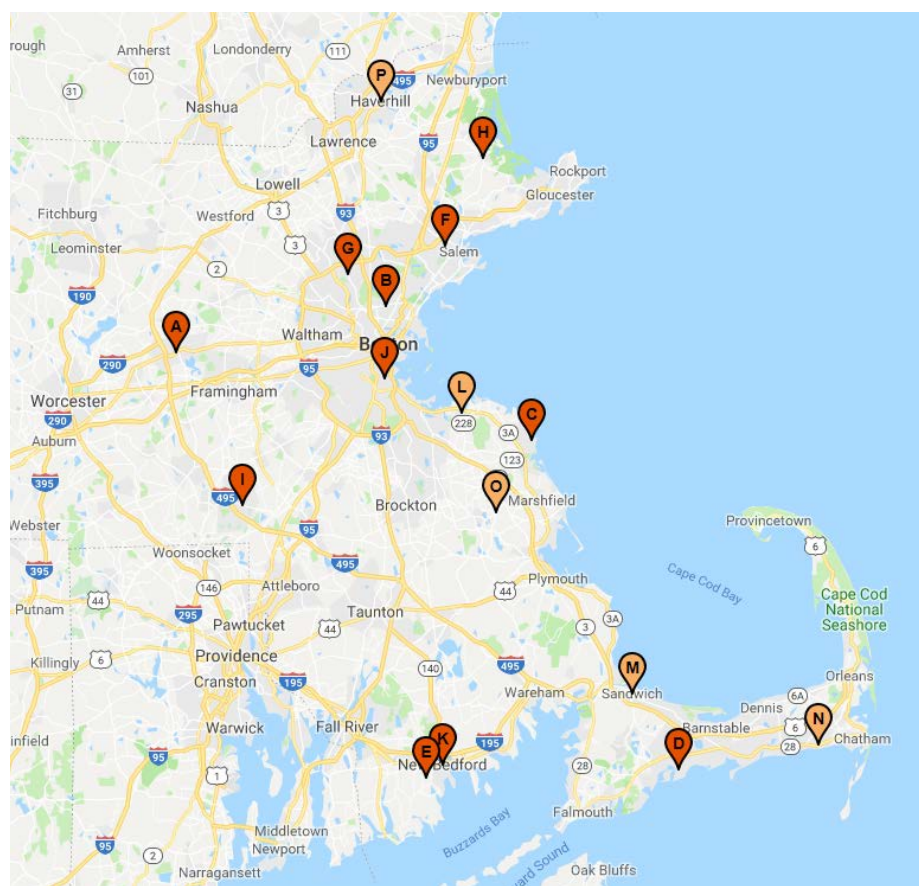 rough
Amherst
Londonderry
111
P
495
Newburyport
101
31
Nashua
Haverhill
H
Lawrence
95
Rockport
Gloucester
Lowell
3
93
Fitchburg
Westford
F
Leominster
3
G
Salem
2
B
190
A
Waltham
J
290
95
L
Worcester
Framingham
228
C
290
3A
Auburn
93
123
I
O
395
495
Brockton
Marshfield
Webster
Provincetown
95
6
Woonsocket
495
Plymouth
Cape Cod Bay
395
146
Attleboro
44
Cape Cod
National
Seashore
44
Taunton
3A
Putnam
295
Pawtucket
44
3
Killingly
6
Providence
140
495
M
Orleans
Cranston
195
Wareham
Sandwich
6A
Dennis
N
Warwick
Fall River
K
Barnstable
6
infield
E
195
D
28
Chatham
New Bedford
95
1
28
Falmouth
Buzzards Bay
Middletown
95
Newport
2
Narragansett
ard Sound
Oak Bluffs